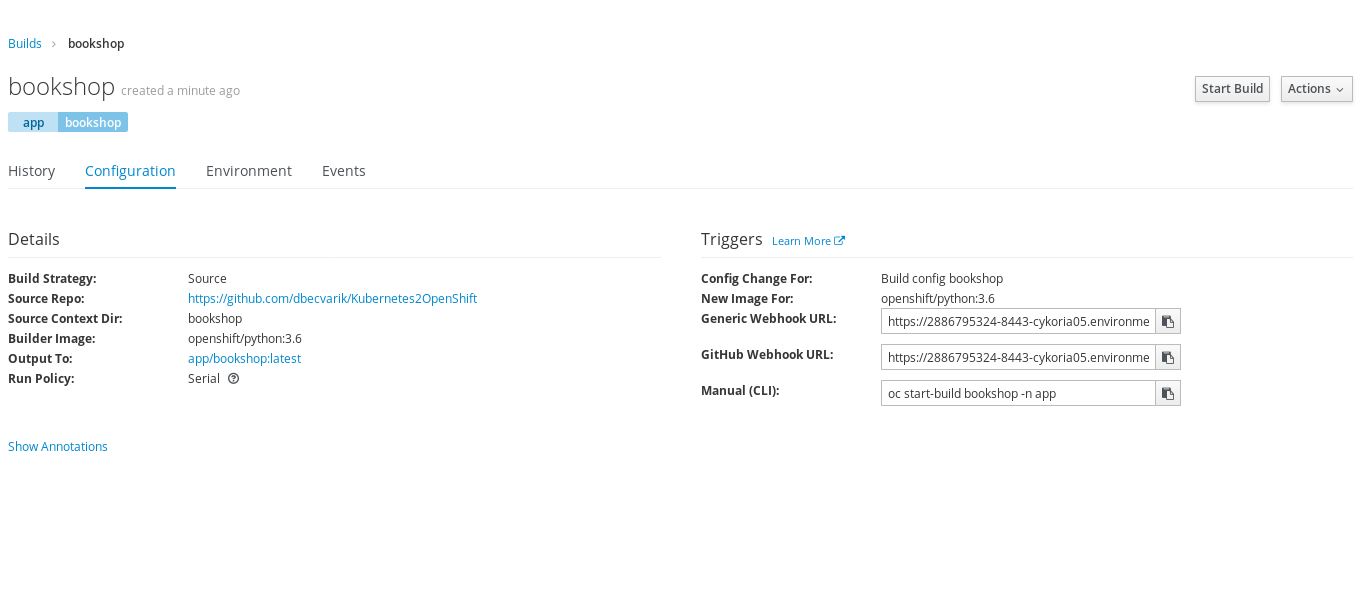 Builds > bookshop
bookshop created a minute ago
Start Build
Actions
app bookshop
History Configuration Environment Events
Details
Build Strategy: Source
Source Repo: https://github.com/dbecvarik/Kubernetes2OpenShift
Source Context Dir: bookshop
Builder Image: openshift/python:3.6
Output To: app/bookshop:latest
Run Policy: Serial
Show Annotations
Triggers Learn More
Config Change For: Build config bookshop
New Image For: openshift/python:3.6
Generic Webhook URL: https://2886795324-8443-cykoria05.environme
GitHub Webhook URL: https://2886795324-8443-cykoria05.environme
Manual (CLI): oc start-build bookshop -n app